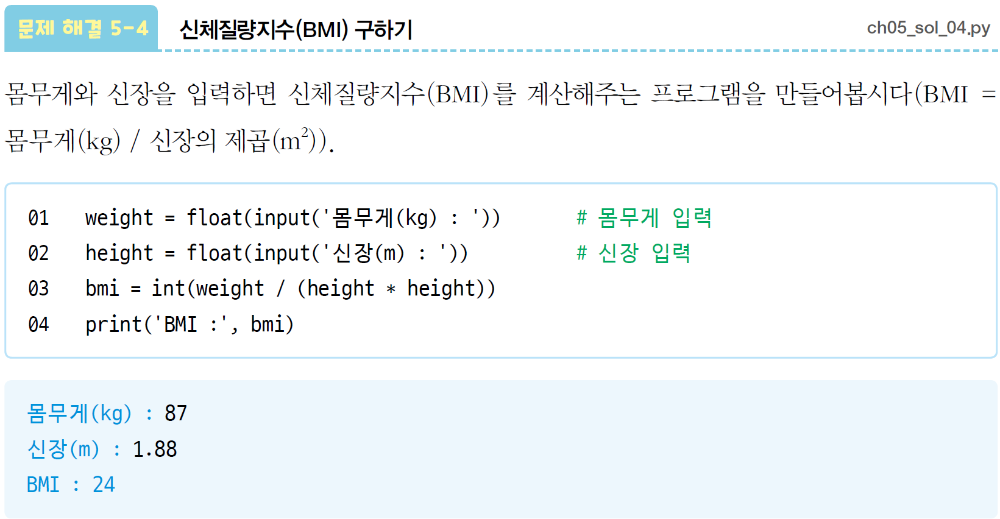 문제 해결 5-4 신체질량지수(BMI) 구하기 ch05_sol_04.py
몸무게와 신장을 입력하면 신체질량지수(BMI)를 계산해주는 프로그램을 만들어봅시다(BMI =
몸무게(kg) / 신장의 제곱(m²)).
01 weight = float(input('몸무게(kg) : ')) # 몸무게 입력
02 height = float(input('신장(m) : ')) # 신장 입력
03 bmi = int(weight / (height * height))
04 print('BMI :', bmi)
몸무게(kg) : 87
신장(m) : 1.88
BMI : 24